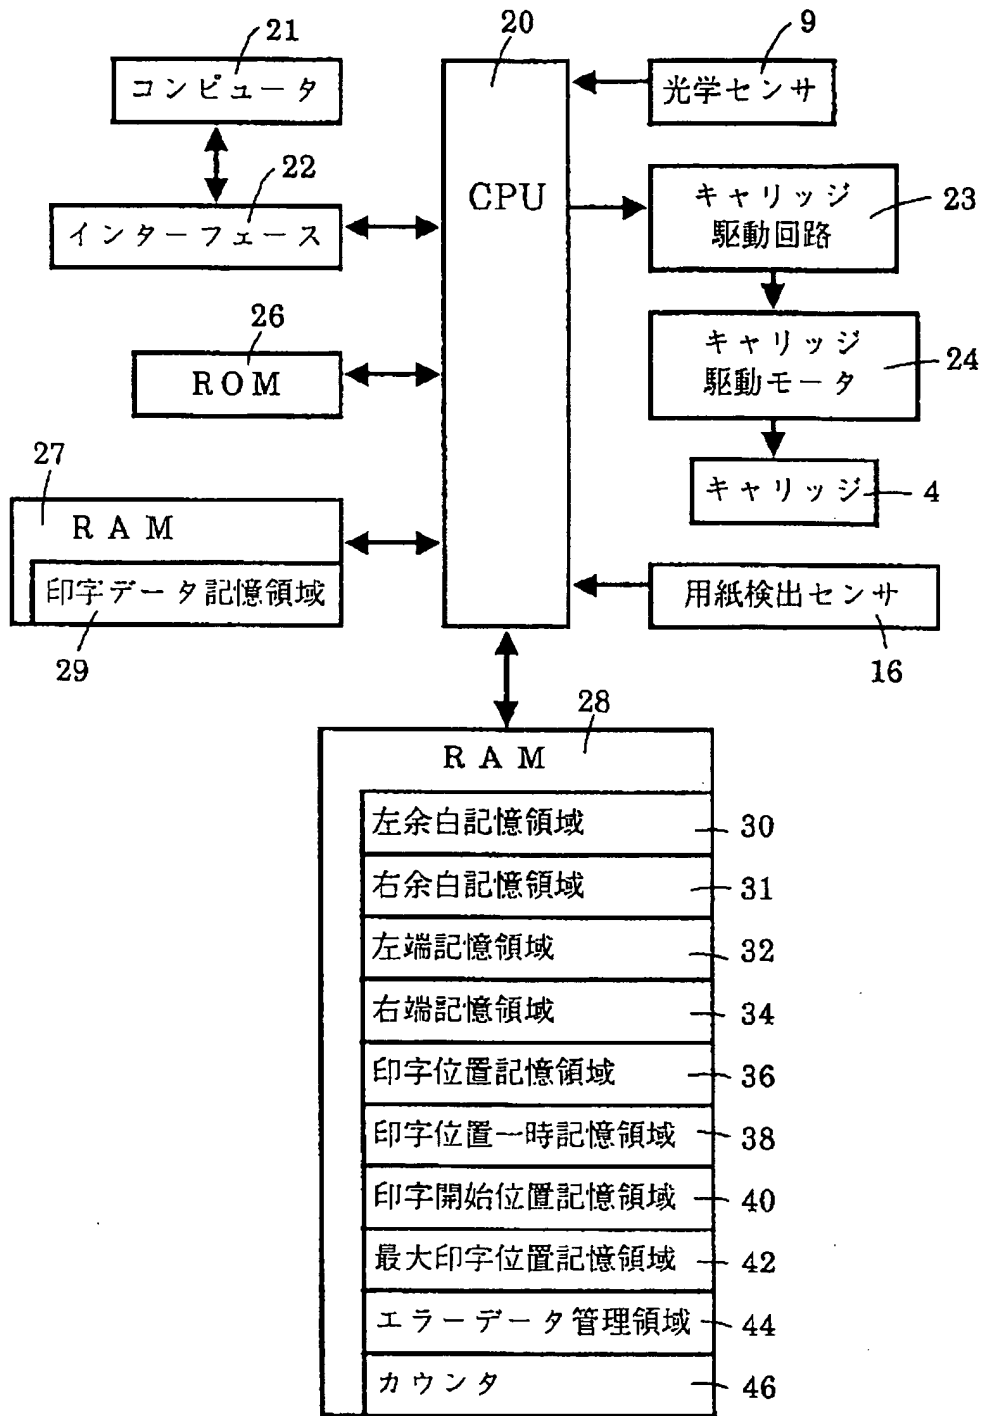 21
コンピュータ
22
インターフェース
26
ROM
27
RAM
印字データ記憶領域
29
20
CPU
9
光学センサ
キャリッジ
駆動回路
23
キャリッジ
駆動モータ
24
キャリッジ
4
用紙検出センサ
16
28
RAM
左余白記憶領域
30
右余白記憶領域
31
左端記憶領域
32
右端記憶領域
34
印字位置記憶領域
36
印字位置一時記憶領域
38
印字開始位置記憶領域
40
最大印字位置記憶領域
42
エラーデータ管理領域
44
カウンタ
46